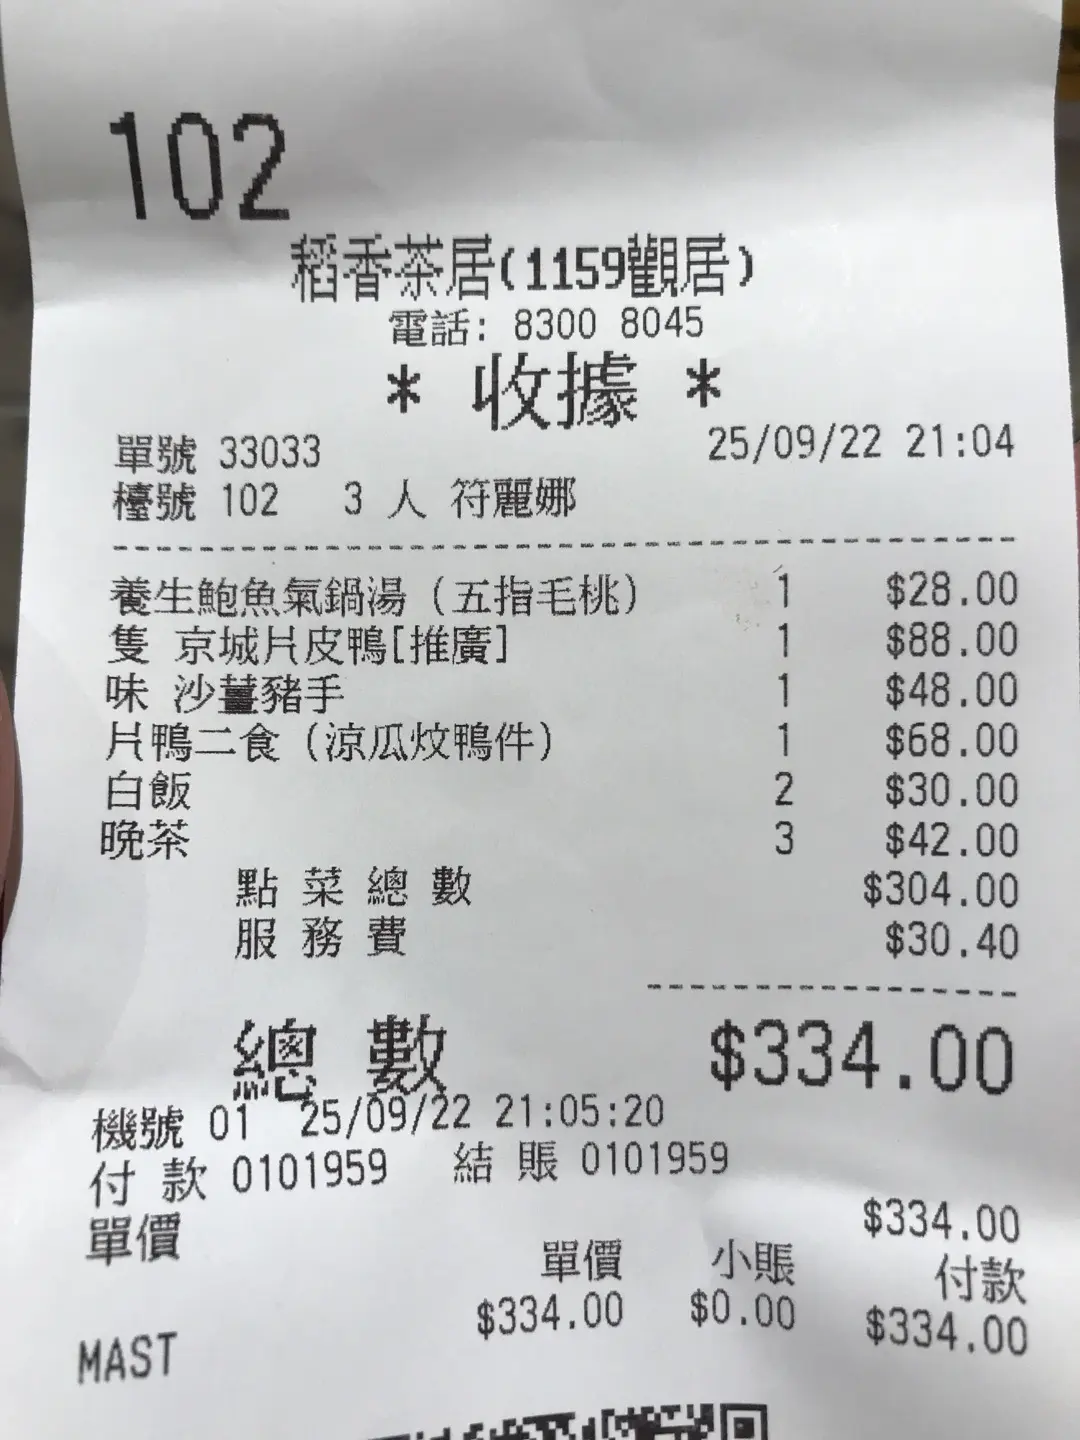 102
稻香茶居(1159觀居)
電話: 8300 8045
* 收據 *
單號 33033 25/09/22 21:04
檯號 102 3 人 符麗娜
養生鮑魚氣鍋湯 (五指毛桃) 1 $28.00
隻 京城片皮鴨[推廣] 1 $88.00
味 沙薑豬手 1 $48.00
片鴨二食 (涼瓜炆鴨件) 1 $68.00
白飯 2 $30.00
晚茶 3 $42.00
點 菜 總 數 $304.00
服 務 費 $30.40
總 數 $334.00
機號 01 25/09/22 21:05:20
付 款 0101959 結 賬 0101959
單價 $334.00
單價 小賬 付款
$334.00 $0.00 $334.00
MAST